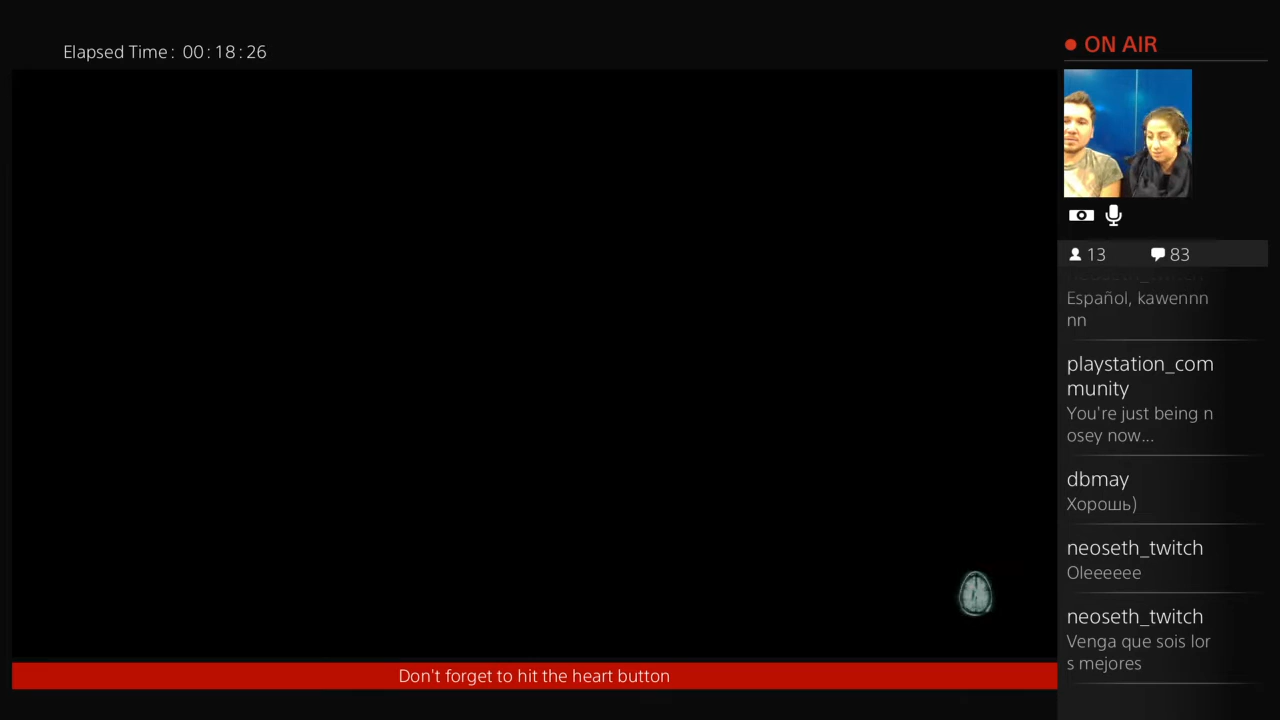 Elapsed Time: 00:18:26
ON AIR
13 83
Español, kawennn
nn
playstation_com
munity
You're just being n
osey now...
dbmay
Хорошь)
neoseth_twitch
Oleeeeee
neoseth_twitch
Venga que sois lor
s mejores
Don't forget to hit the heart button